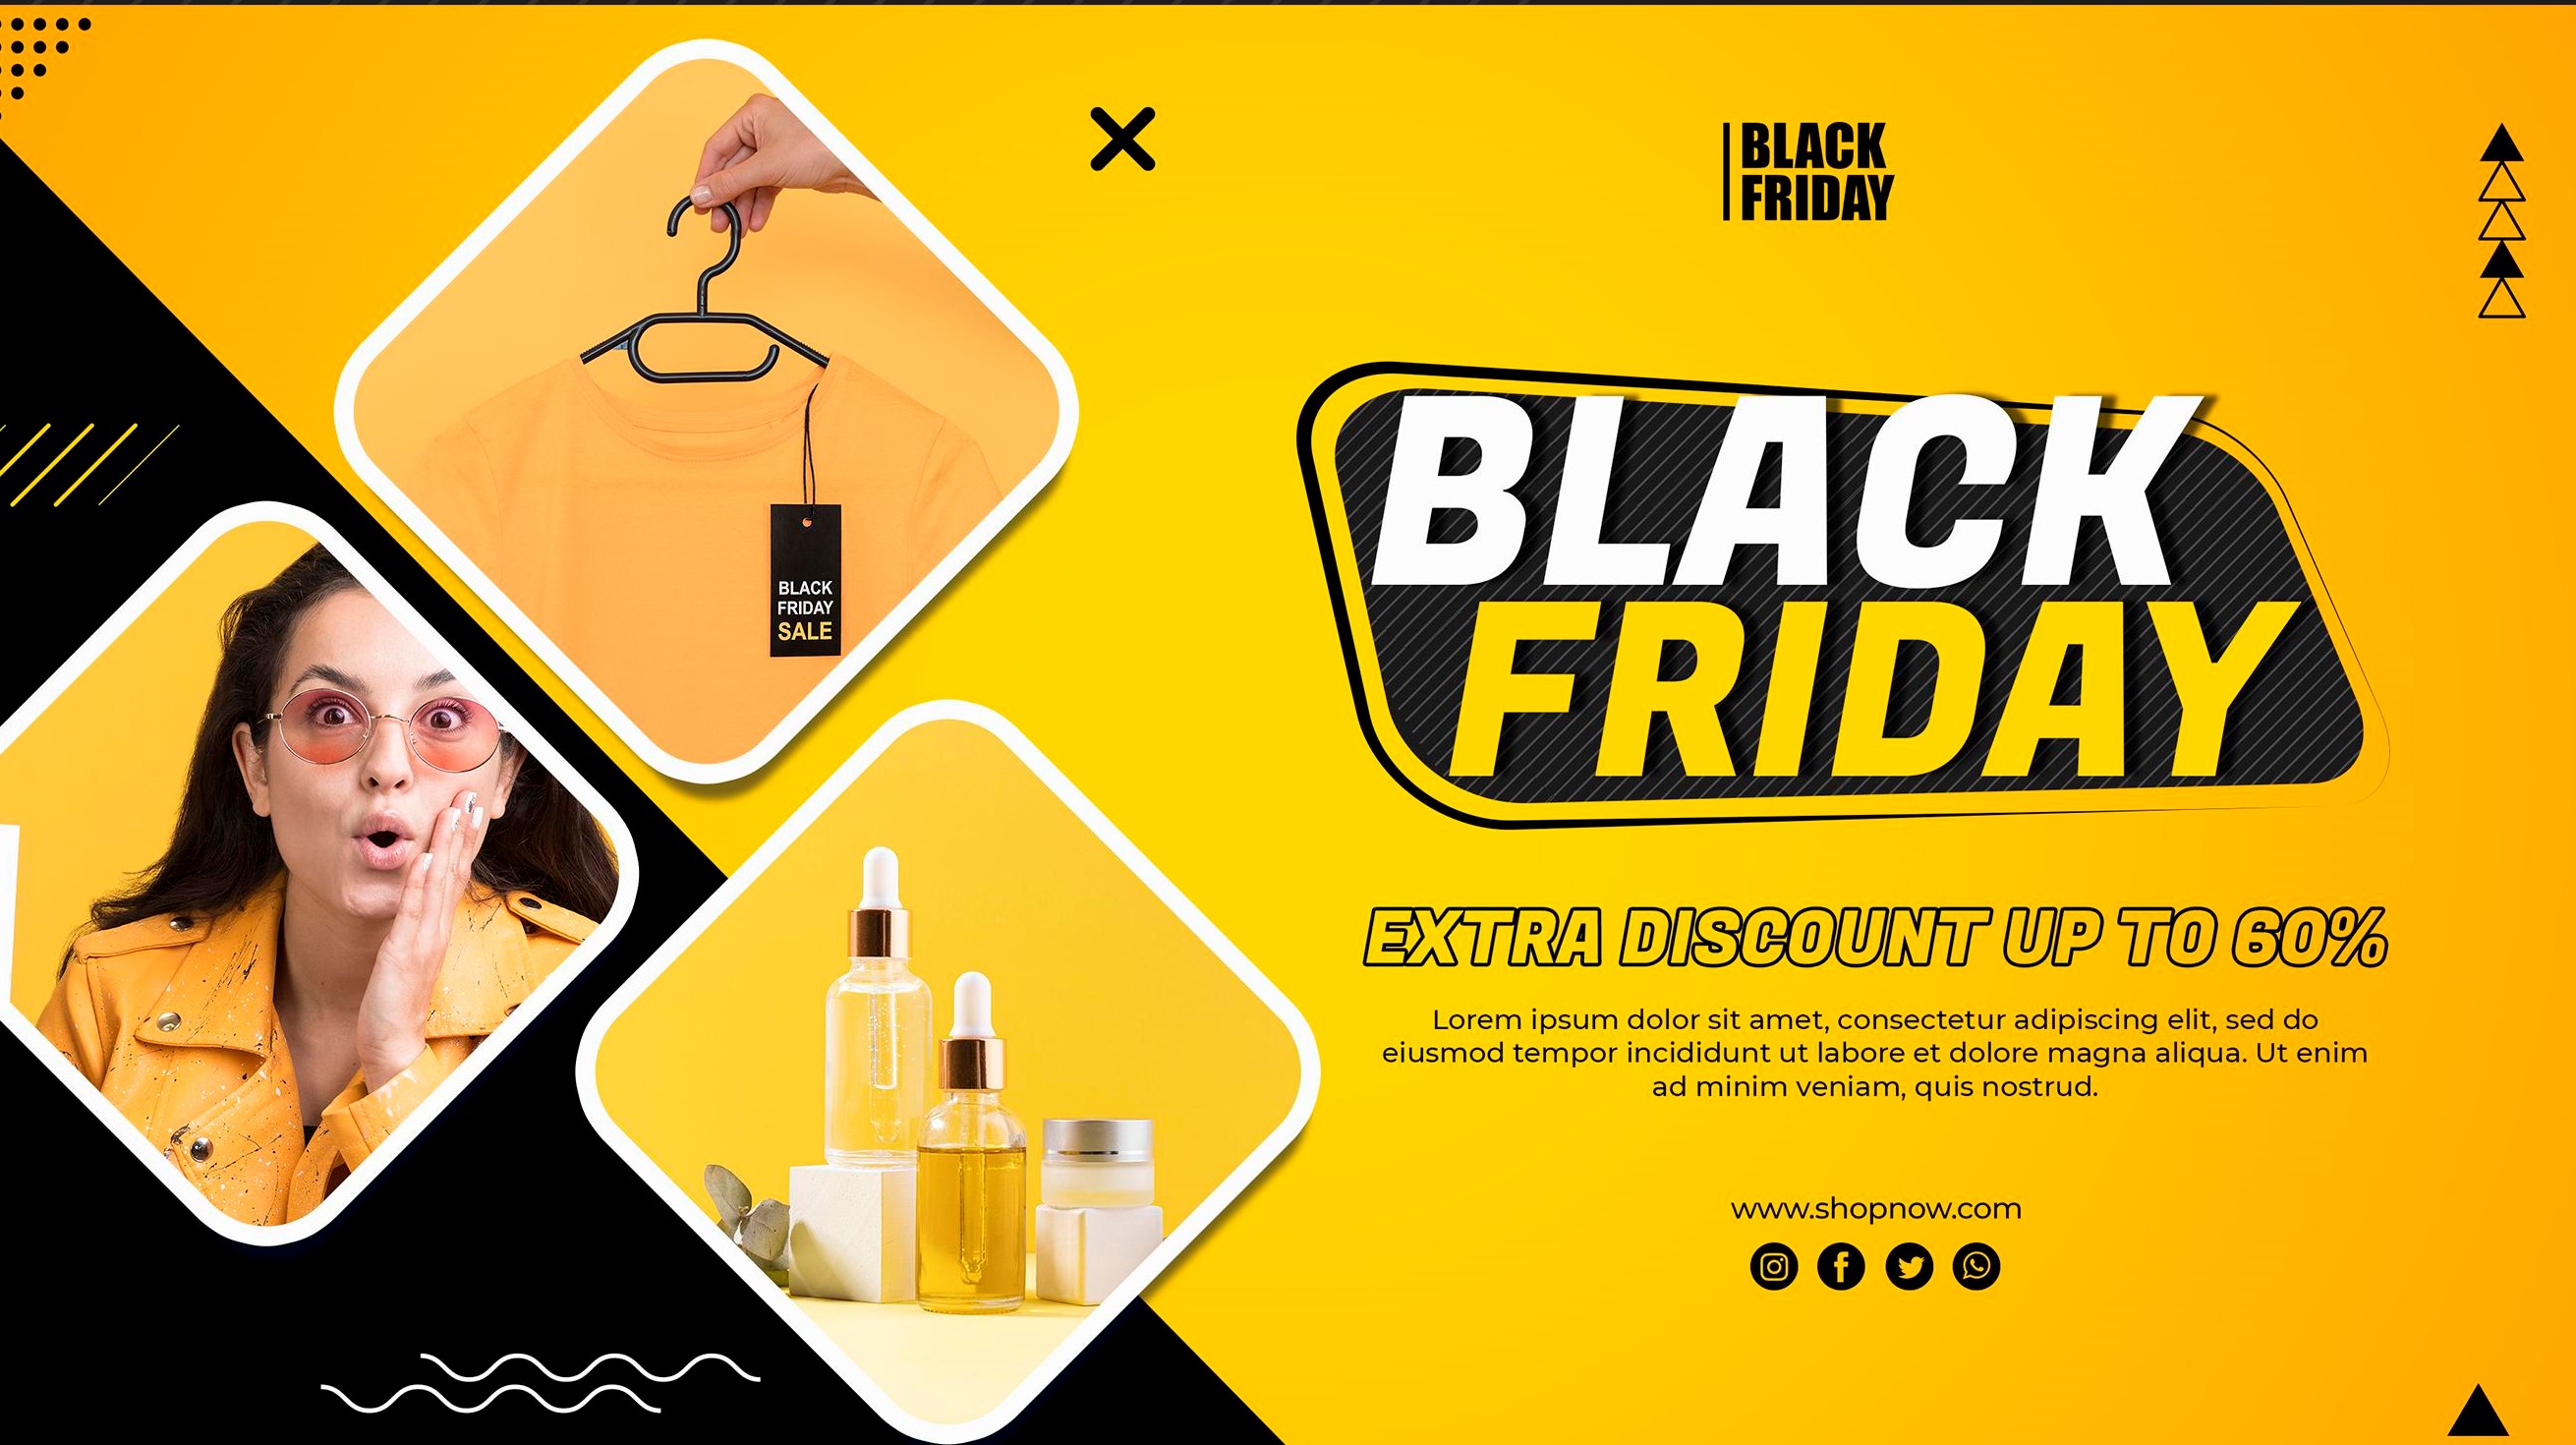 BLACK
FRIDAY
BLACK
FRIDAY
SALE
BLACK
FRIDAY
EXTRA DISCOUNT UP TO 60%
Lorem ipsum dolor sit amet, consectetur adipiscing elit, sed do
eiusmod tempor incididunt ut labore et dolore magna aliqua. Ut enim
ad minim veniam, quis nostrud.
www.shopnow.com